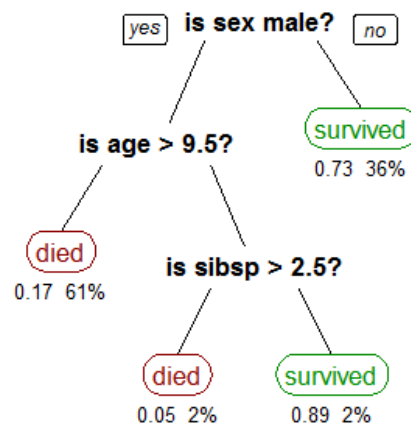 yes is sex male? no
is age > 9.5?
survived
0.73 36%
died
0.17 61%
is sibsp > 2.5?
died survived
0.05 2% 0.89 2%